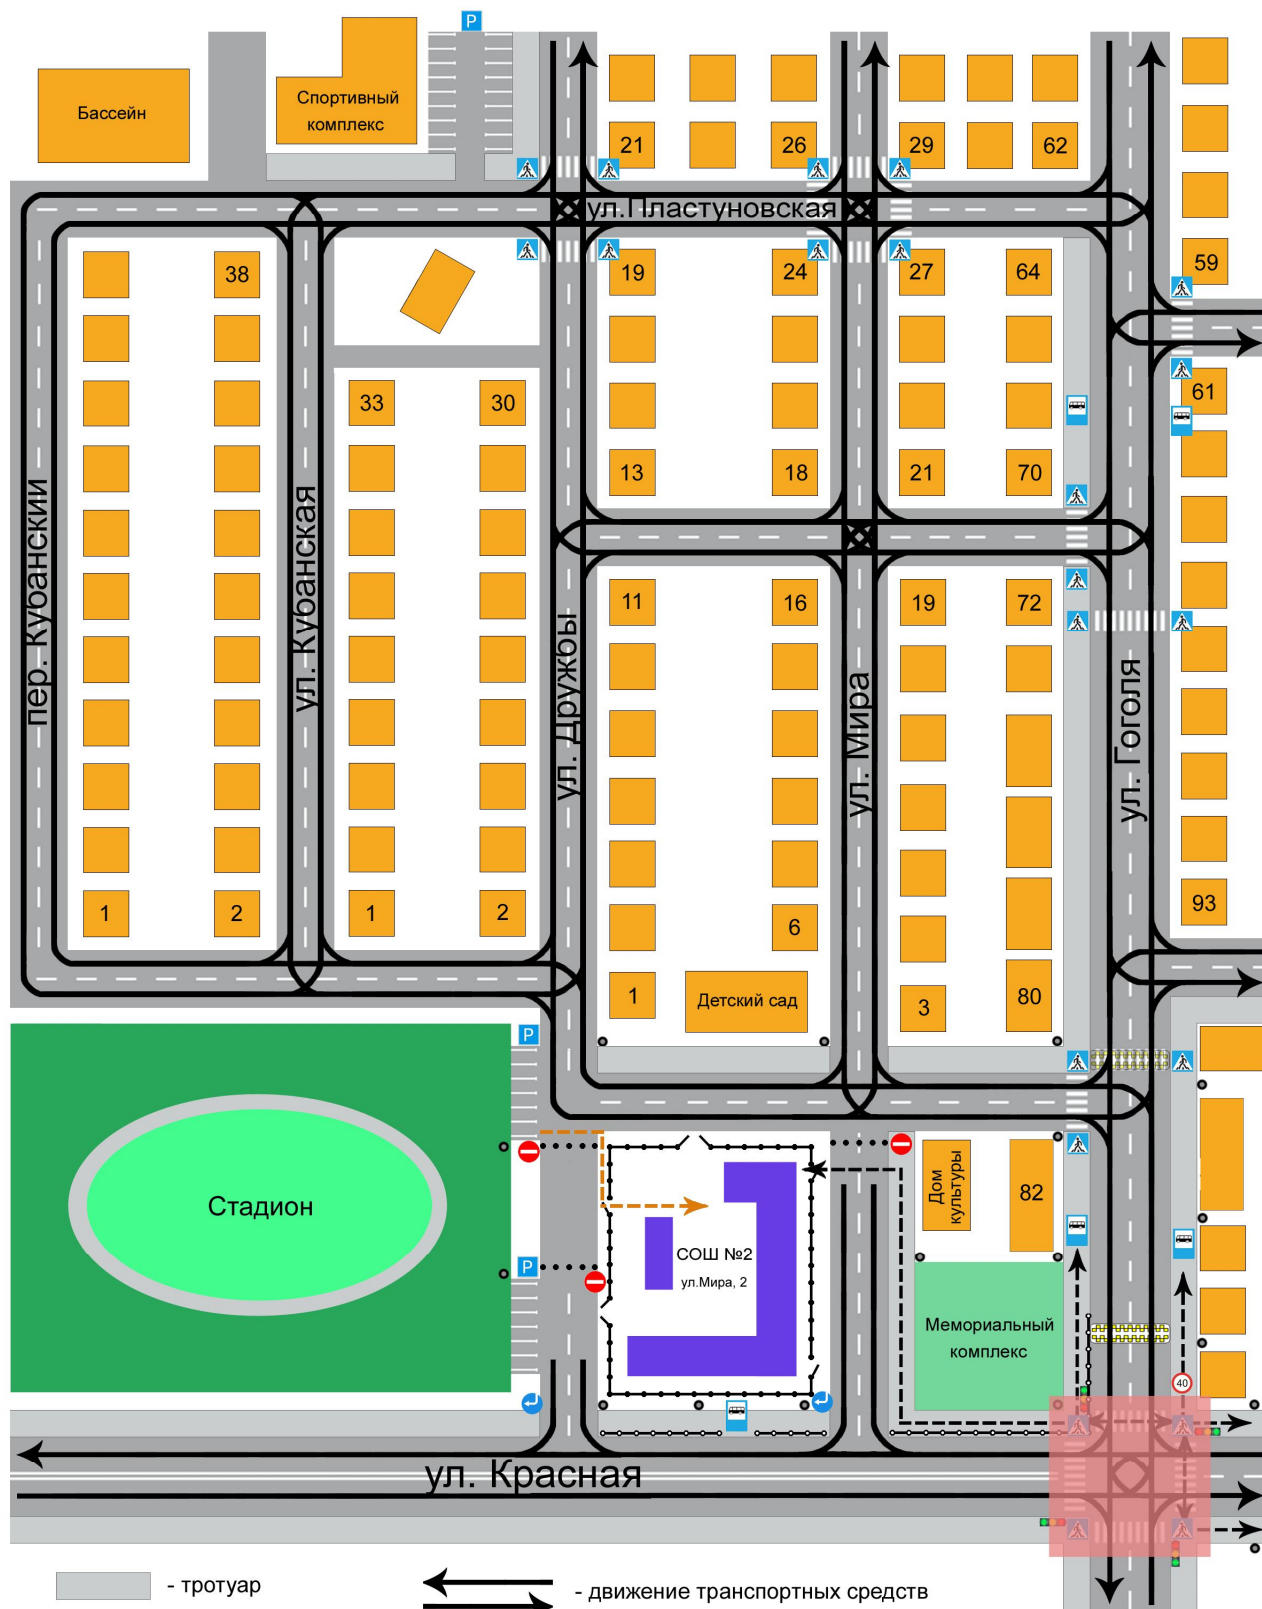 P
Бассейн
Спортивный
комплекс
21
26
29
62
ул.Пластуновская
38
19
24
27
64
59
33
30
61
13
18
21
70
пер. Кубанский
ул. Кубанская
ул. Дружбы
ул. Мира
ул. Гоголя
11
16
19
72
1
2
1
2
6
93
1
Детский сад
3
80
P
Стадион
Дом
культуры
82
СОШ №2
ул.Мира, 2
P
Мемориальный
комплекс
40
ул. Красная
- тротуар
- движение транспортных средств